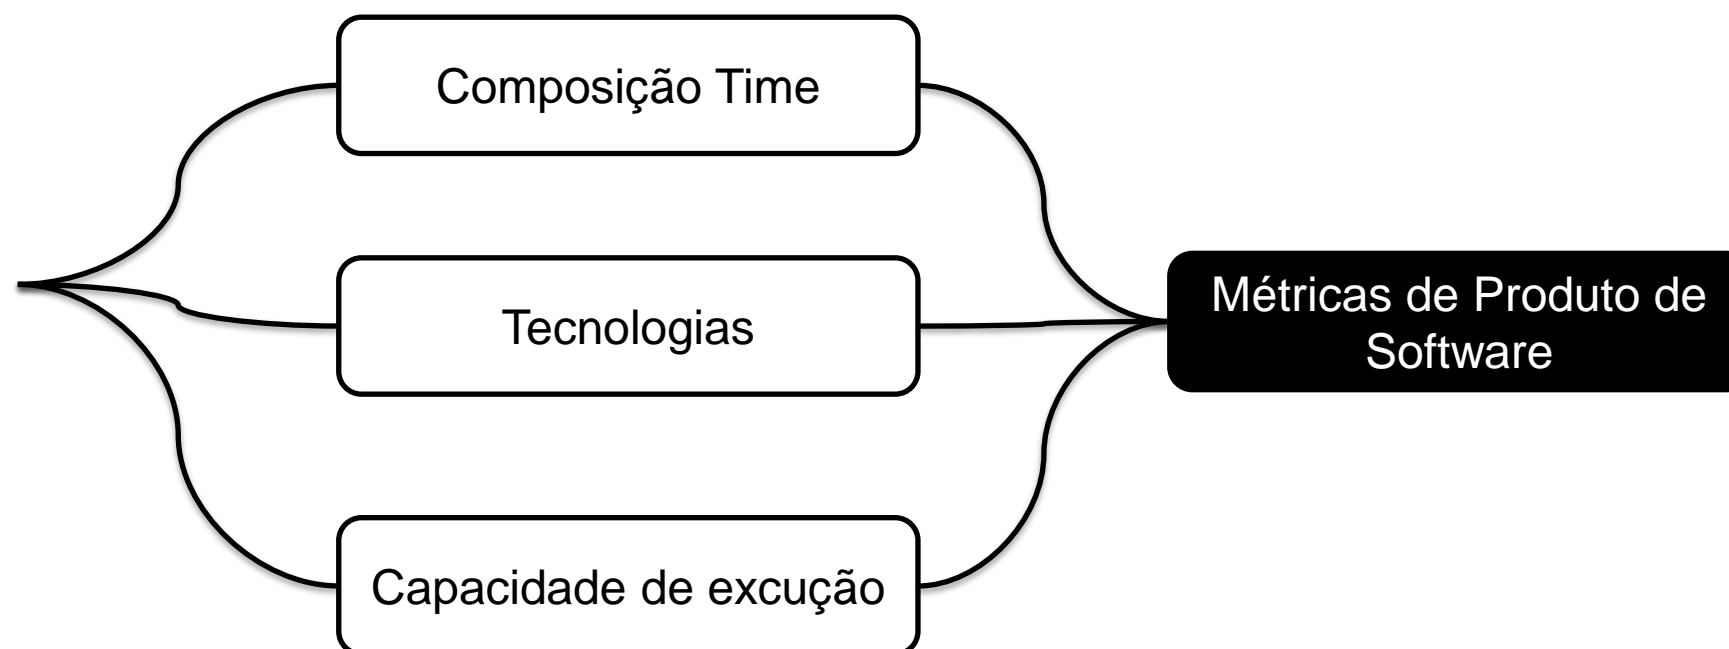 Composição Time
Tecnologias
Métricas de Produto de
Software
Capacidade de excução